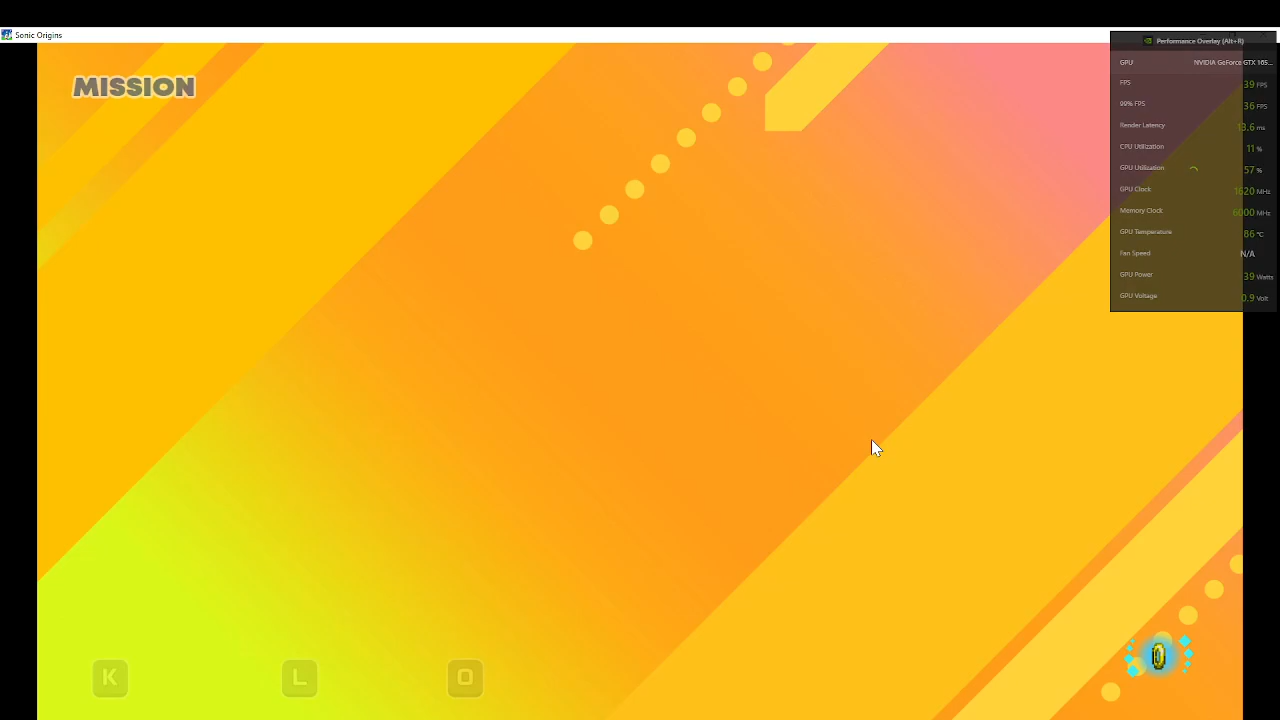 Sonic Origins
MISSION
Performance Overlay (Alt+R)
GPU NVIDIA GeForce GTX 165...
FPS 39 FPS
99% FPS 36 FPS
Render Latency 13.6 ms
CPU Utilization 11 %
GPU Utilization 57 %
GPU Clock 1620 MHz
Memory Clock 6000 MHz
GPU Temperature 86 °C
Fan Speed N/A
GPU Power 39 Watts
GPU Voltage 0.9 Volt
K L O